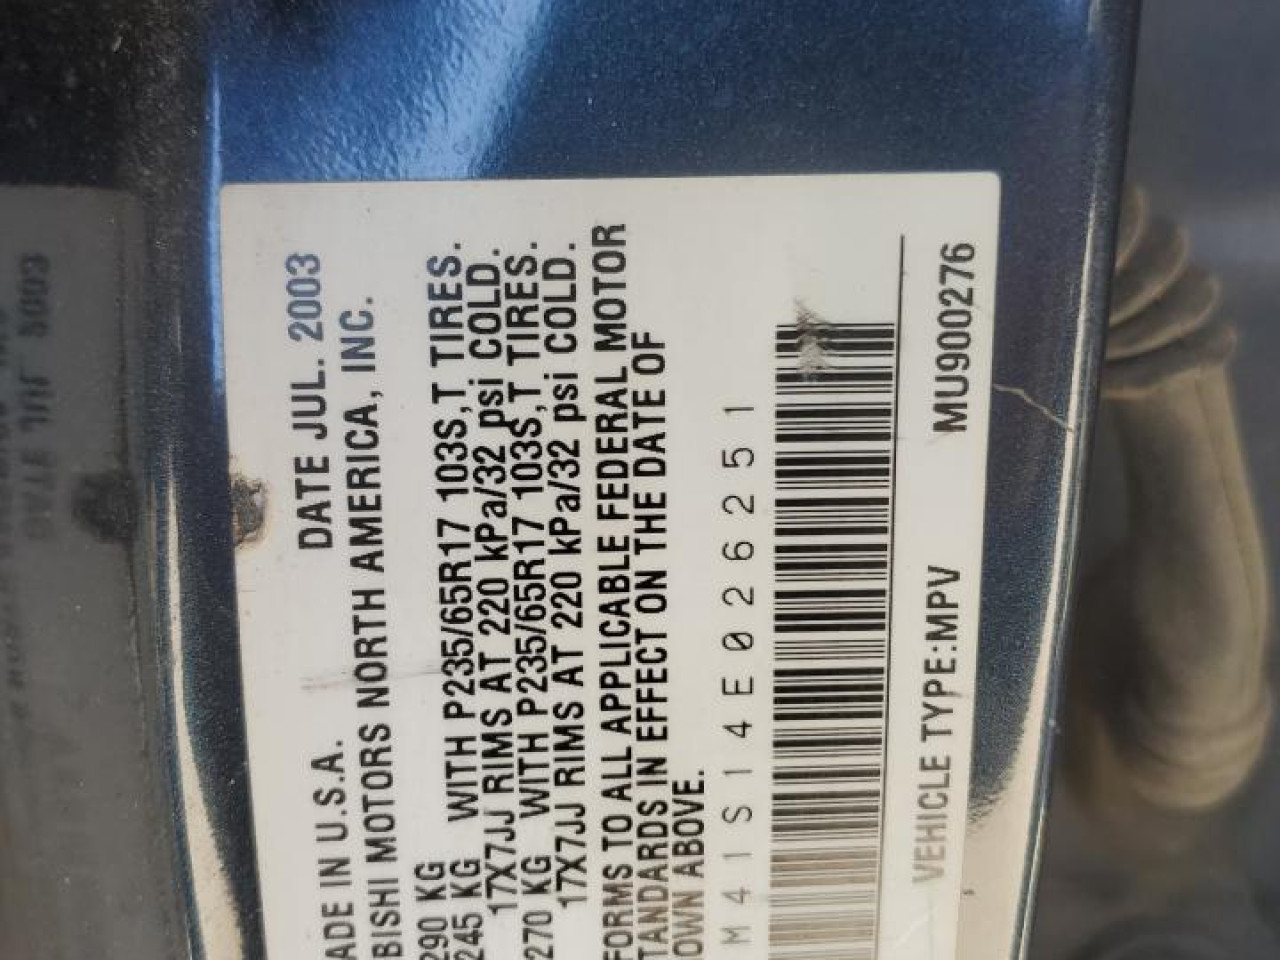 ADE IN U.S.A. DATE JUL. 2003
BISHI MOTORS NORTH AMERICA, INC.
290 KG
245 KG WITH P235/65R17 103S,T TIRES.
17X7JJ RIMS AT 220 kPa/32 psi COLD.
270 KG WITH P235/65R17 103S,T TIRES.
17X7JJ RIMS AT 220 kPa/32 psi COLD.
FORMS TO ALL APPLICABLE FEDERAL MOTOR
TANDARDS IN EFFECT ON THE DATE OF
OWN ABOVE.
M41S14E026251
VEHICLE TYPE:MPV MU900276